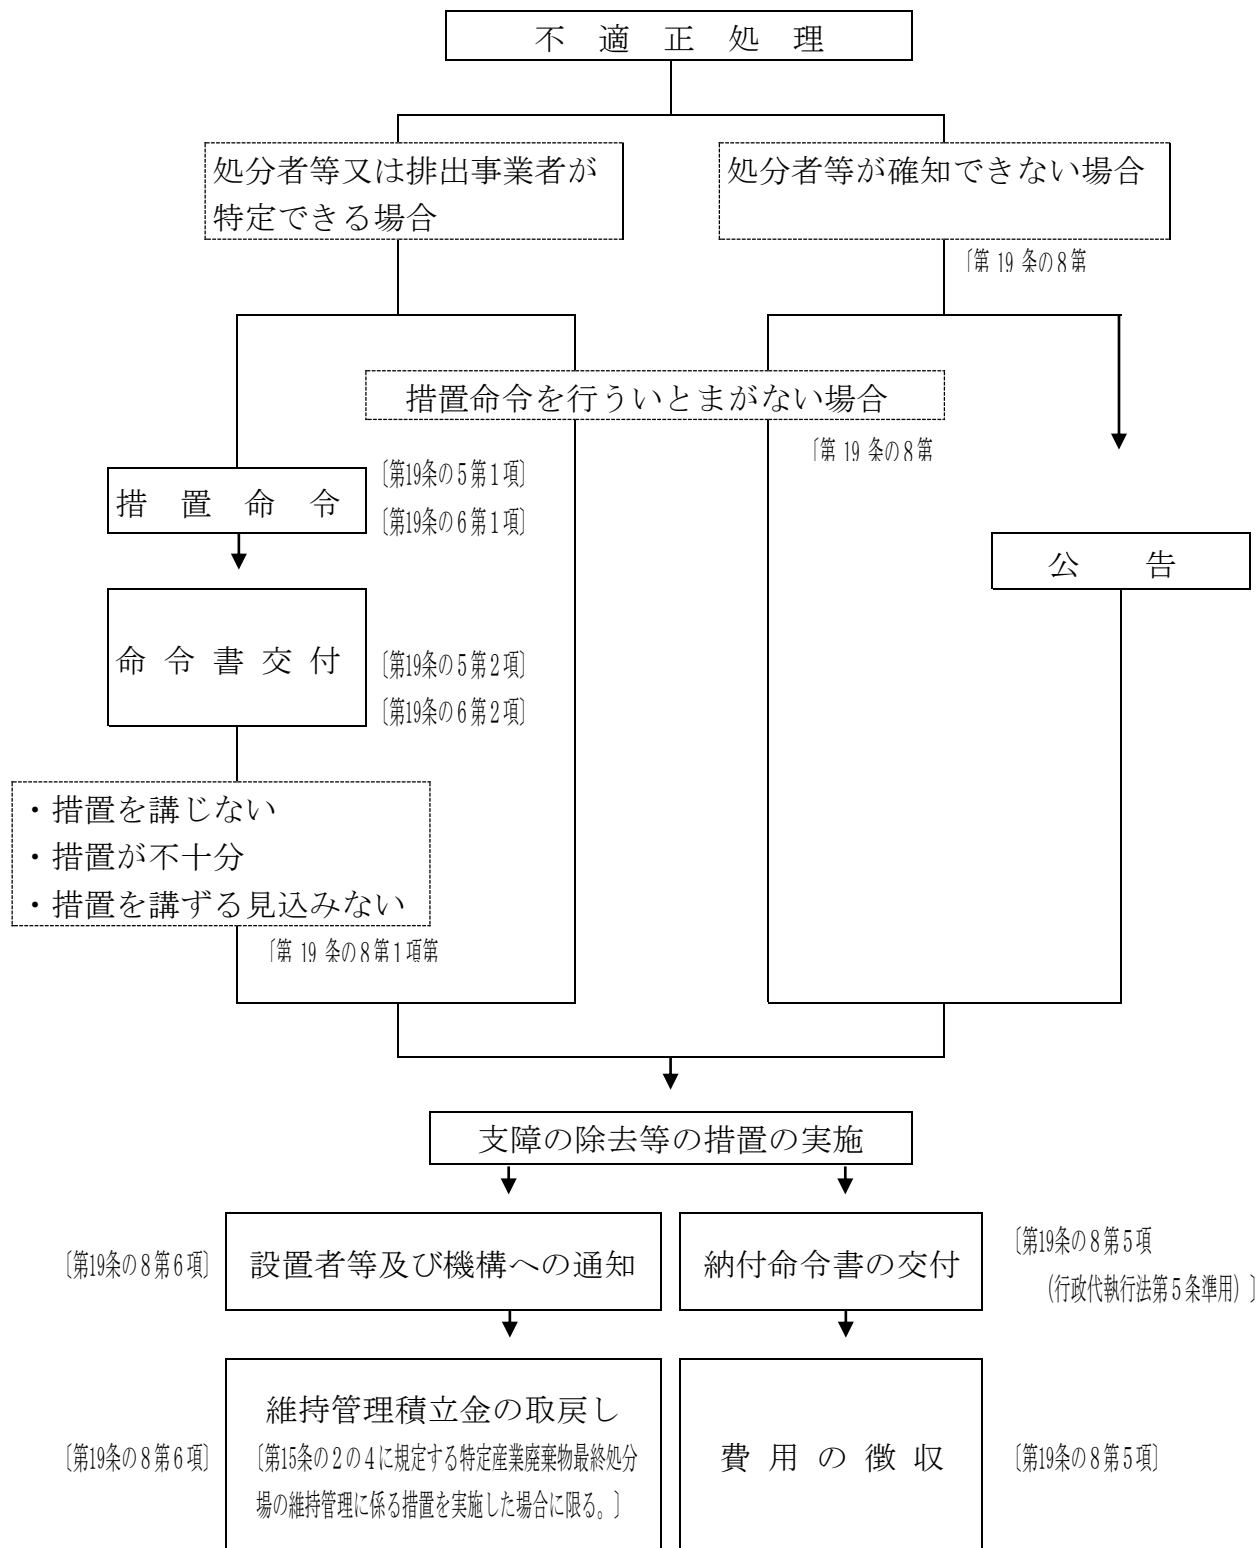 不適正処理
処分者等又は排出事業者が
特定できる場合
処分者等が確知できない場合
〔第 19 条の8第
措置命令を行ういとまがない場合
〔第 19 条の8第
措置命令
〔第19条の5第1項〕
〔第19条の6第1項〕
公告
命令書交付
〔第19条の5第2項〕
〔第19条の6第2項〕
・措置を講じない
・措置が不十分
・措置を講ずる見込みない
〔第 19 条の8第1項第
支障の除去等の措置の実施
〔第19条の8第6項〕
設置者等及び機構への通知
納付命令書の交付
〔第19条の8第5項
(行政代執行法第5条準用)〕
〔第19条の8第6項〕
維持管理積立金の取戻し
〔第15条の2の4に規定する特定産業廃棄物最終処分
場の維持管理に係る措置を実施した場合に限る。〕
費用の徴収
〔第19条の8第5項〕